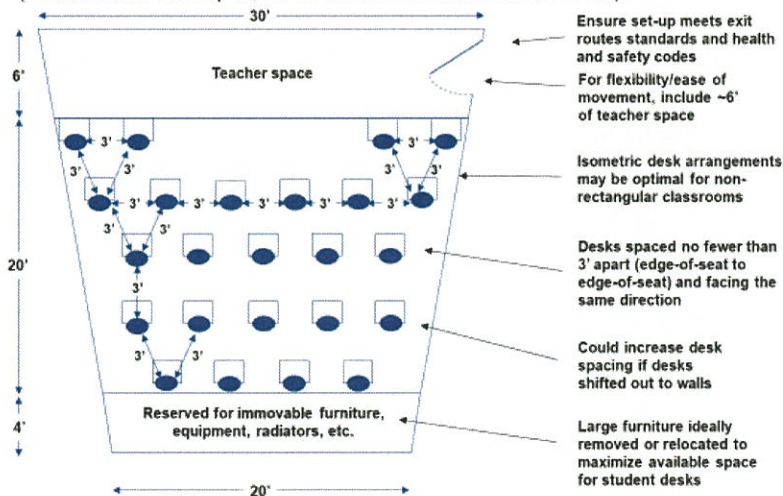 30'
Ensure set-up meets exit
routes standards and health
and safety codes
6'
Teacher space
For flexibility/ease of
movement, include ~6'
of teacher space
3' 3'
3' 3' 3' 3'
Isometric desk arrangements
may be optimal for non-
rectangular classrooms
3' 3' 3' 3' 3'
3' 3'
20'
3'
Desks spaced no fewer than
3' apart (edge-of-seat to
edge-of-seat) and facing the
same direction
3' 3'
Could increase desk
spacing if desks
shifted out to walls
4'
Reserved for immovable furniture,
equipment, radiators, etc.
Large furniture ideally
removed or relocated to
maximize available space
for student desks
20'